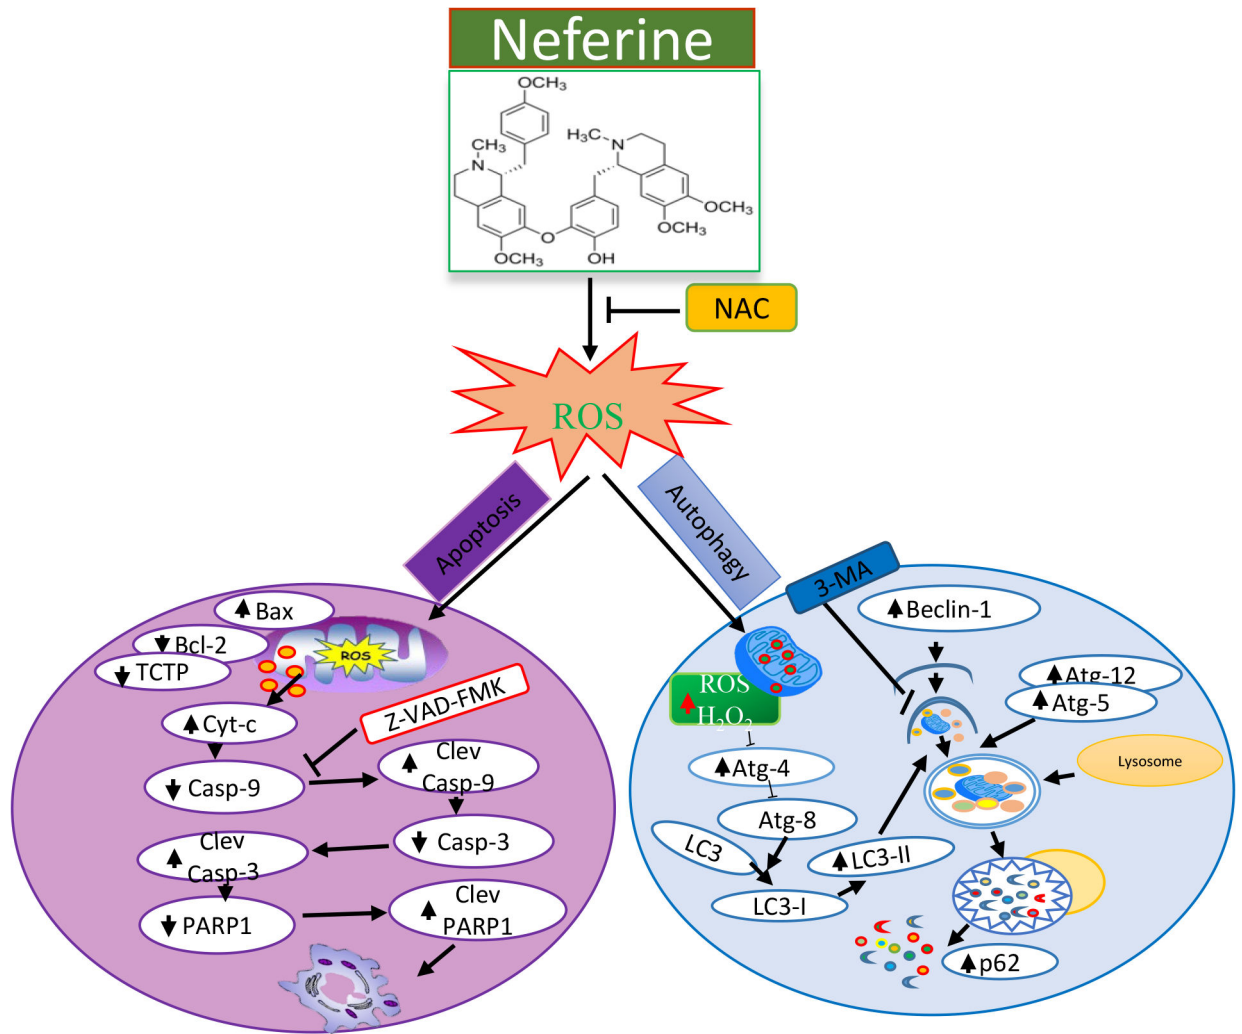 Neferine
OCH3
CH3
N
H3C
N
OCH3
OCH3
O
OCH3
OH
NAC
ROS
Apoptosis
Autophagy
3-MA
Bax
Bcl-2
TCTP
ROS
Beclin-1
Z-VAD-FMK
ROS
H2O2
Atg-12
Atg-5
Cyt-c
Clev
Casp-9
Casp-9
Atg-4
Lysosome
Atg-8
Clev
Casp-3
Casp-3
LC3
LC3-II
LC3-I
PARP1
Clev
PARP1
p62